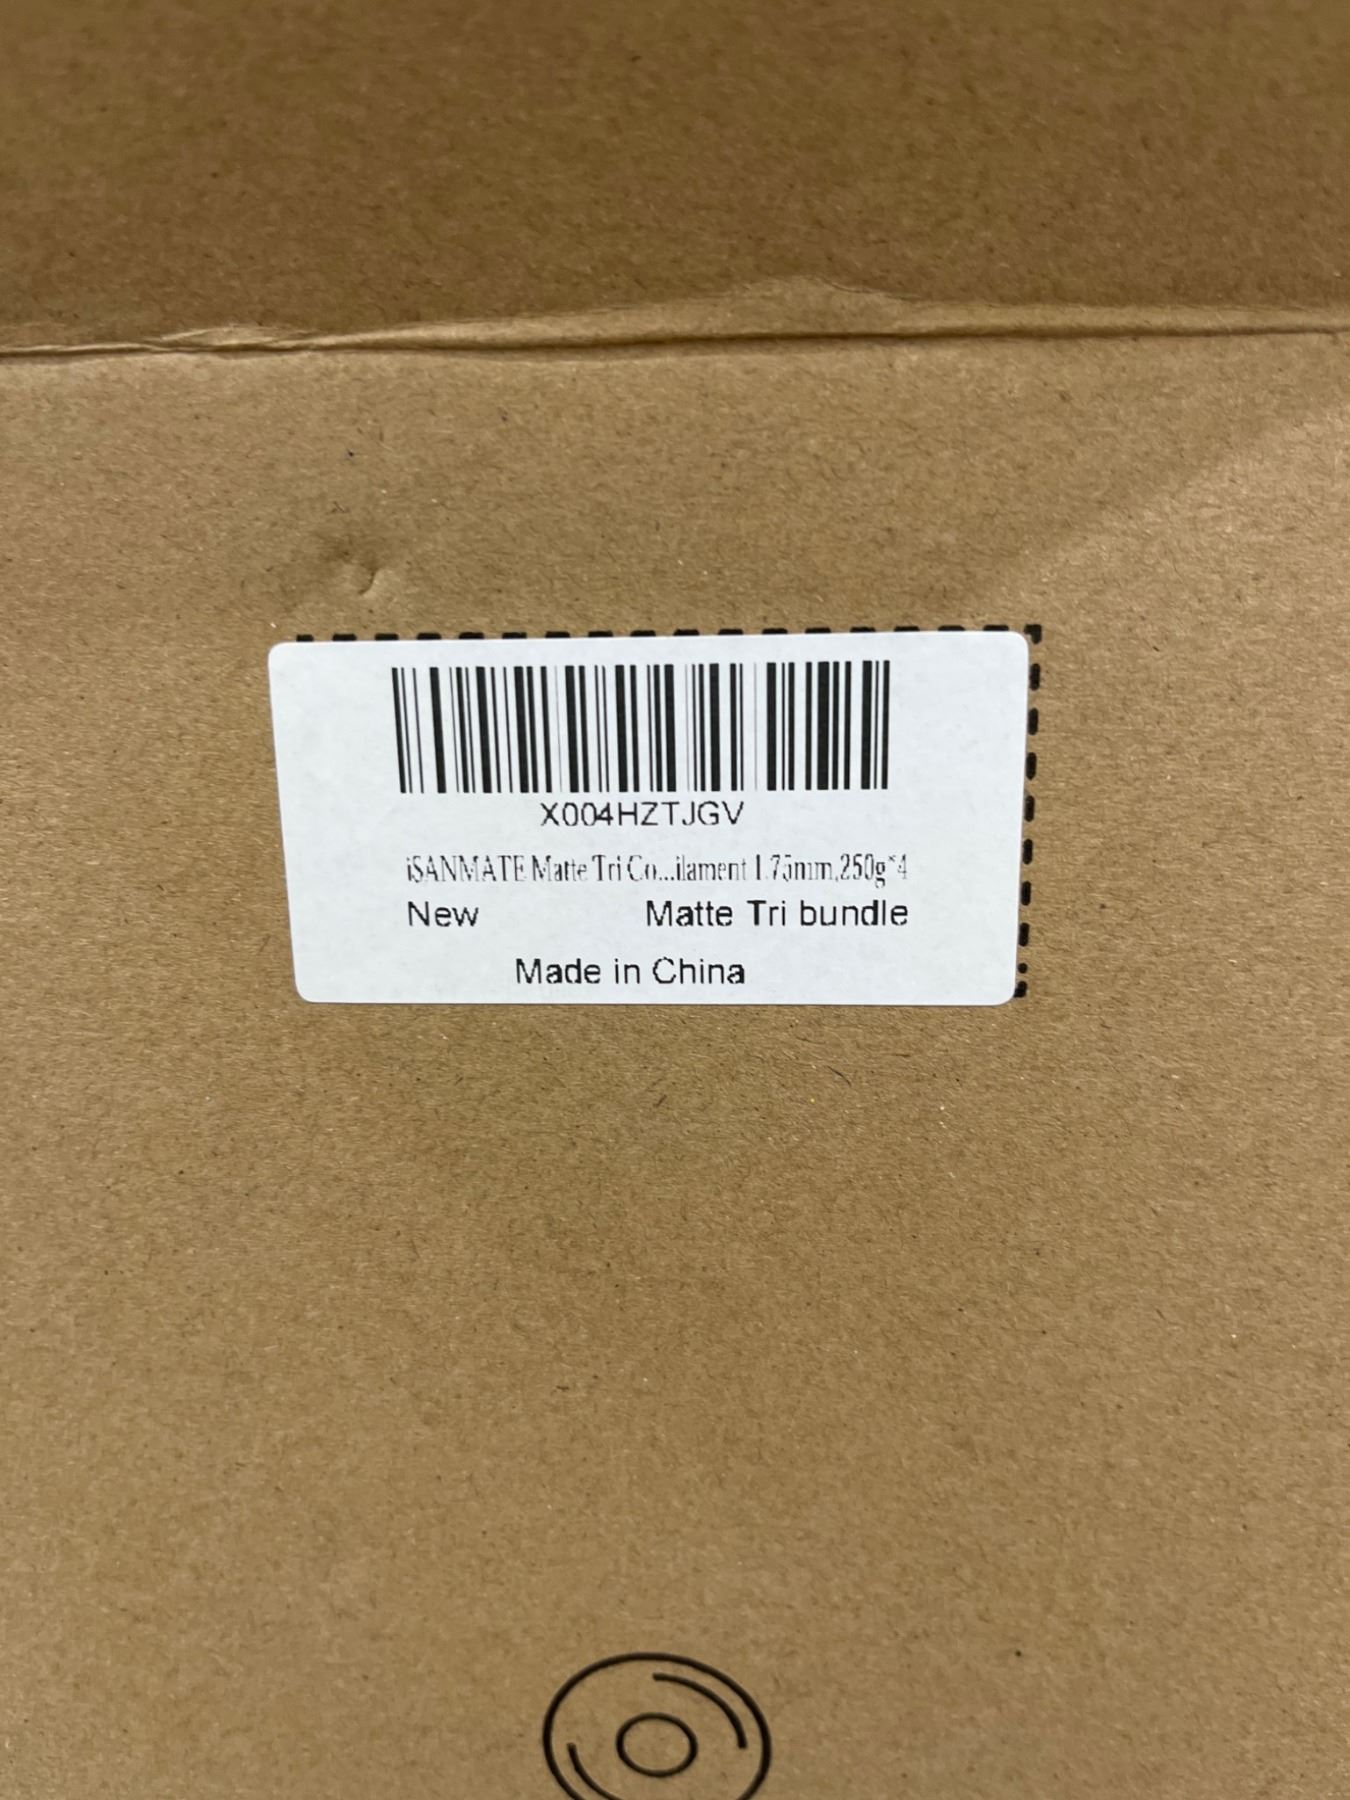 X004HZTJGV
iSANMATE Matte Tri Co...ilament 1.75mm,250g*4
New Matte Tri bundle
Made in China